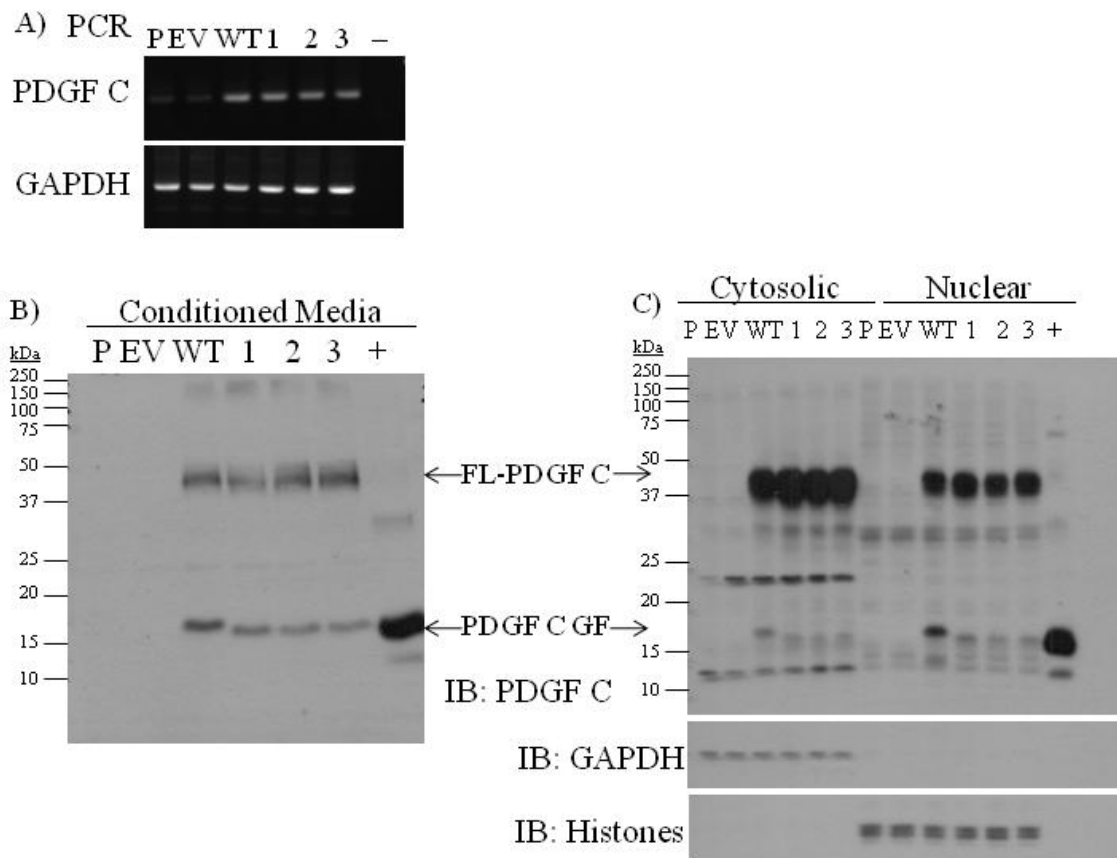 A) PCR
P EV WT 1 2 3 –
PDGF C
GAPDH
B)
Conditioned Media
kDa
P EV WT 1 2 3 +
250
150
100
75
50
37
25
20
15
10
←FL-PDGF C→
←PDGF C GF→
IB: PDGF C
C)
Cytosolic
Nuclear
P EV WT 1 2 3 P EV WT 1 2 3 +
kDa
250
150
100
75
50
37
25
20
15
10
IB: GAPDH
IB: Histones